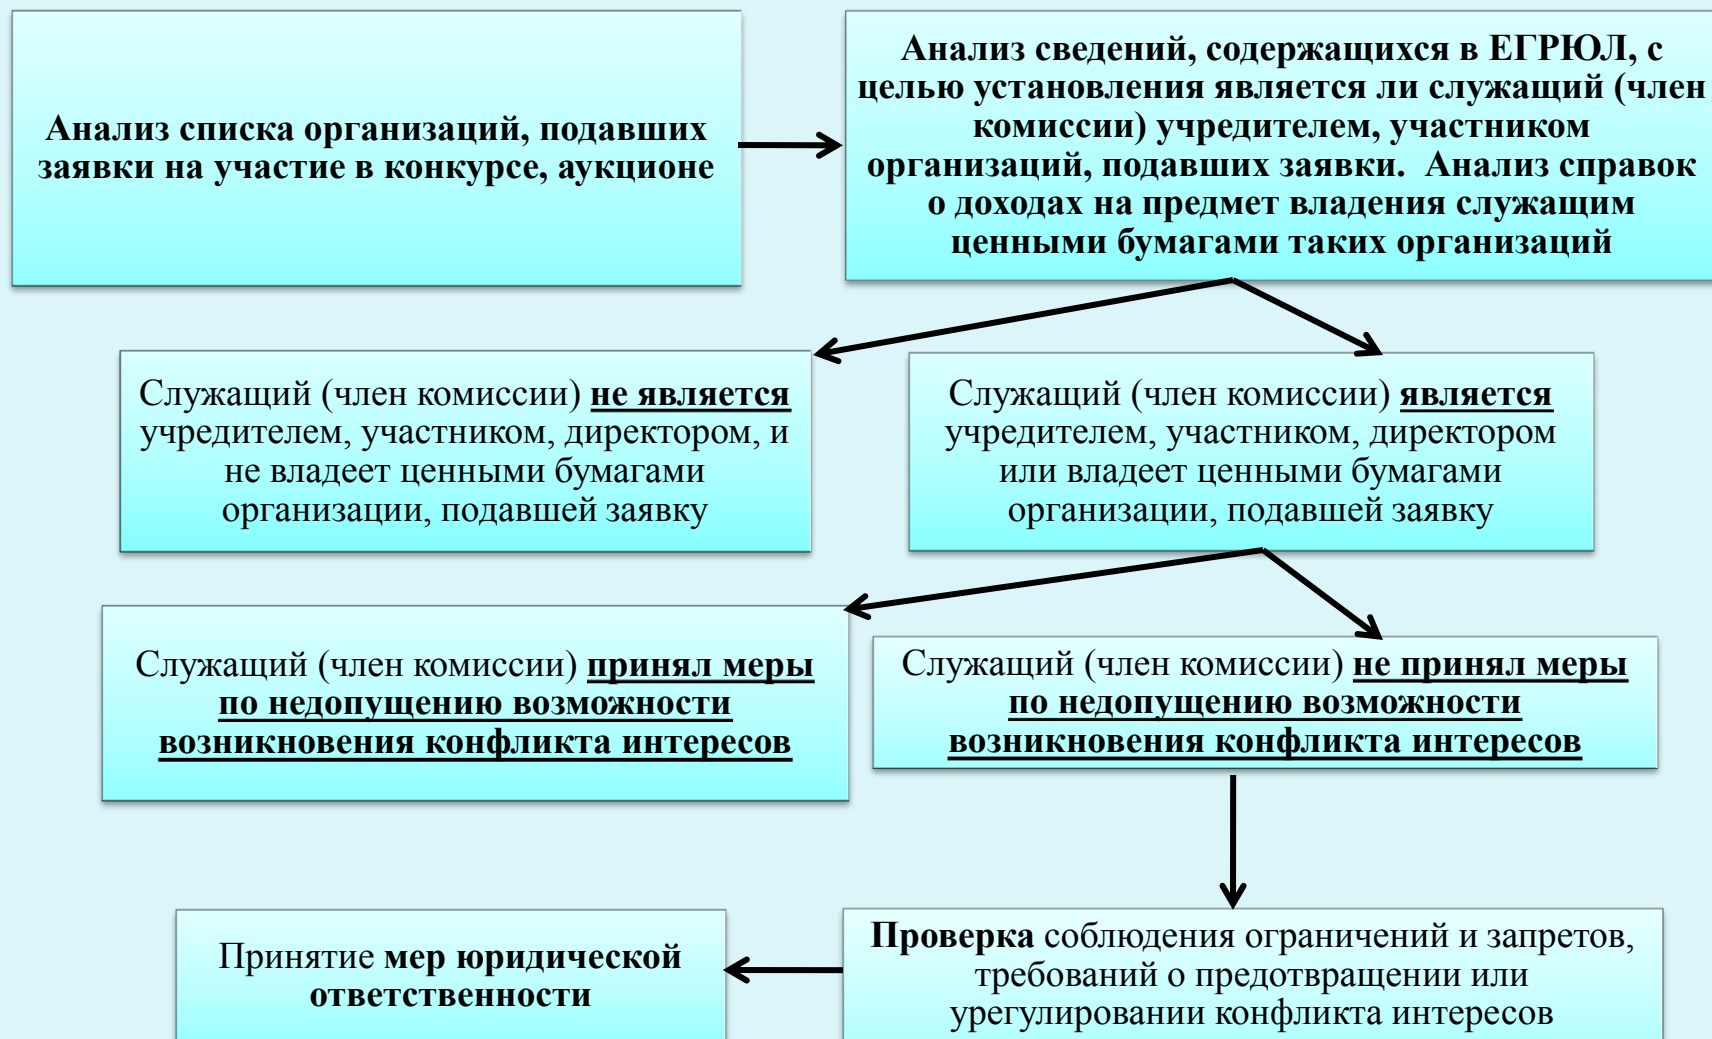 Анализ списка организаций, подавших
заявки на участие в конкурсе, аукционе
Анализ сведений, содержащихся в ЕГРЮЛ, с
целью установления является ли служащий (член
комиссии) учредителем, участником
организаций, подавших заявки. Анализ справок
о доходах на предмет владения служащим
ценными бумагами таких организаций
Служащий (член комиссии) не является
учредителем, участником, директором, и
не владеет ценными бумагами
организации, подавшей заявку
Служащий (член комиссии) является
учредителем, участником, директором
или владеет ценными бумагами
организации, подавшей заявку
Служащий (член комиссии) принял меры
по недопущению возможности
возникновения конфликта интересов
Служащий (член комиссии) не принял меры
по недопущению возможности
возникновения конфликта интересов
Принятие мер юридической
ответственности
Проверка соблюдения ограничений и запретов,
требований о предотвращении или
урегулировании конфликта интересов